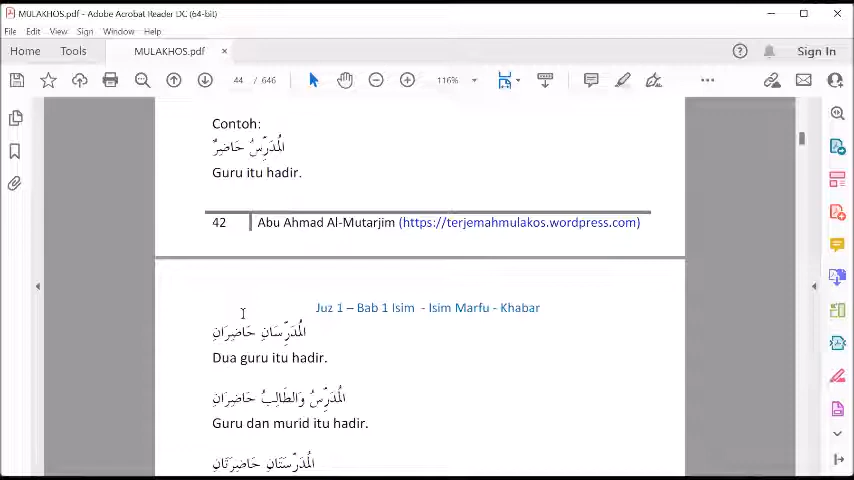 MULAKHOS.pdf - Adobe Acrobat Reader DC (64-bit)
File Edit View Sign Window Help
Home Tools MULAKHOS.pdf × Sign In
44 / 646 116%
Contoh:
المُدَرِّسُ حَاضِرٌ
Guru itu hadir.
42 Abu Ahmad Al-Mutarjim (https://terjemahmulakos.wordpress.com)
Juz 1 – Bab 1 Isim - Isim Marfu - Khabar
المُدَرِّسَانِ حَاضِرَانِ
Dua guru itu hadir.
المُدَرِّسُ وَالطَالِبُ حَاضِرَانِ
Guru dan murid itu hadir.
المُدَرِّسَتَانِ حَاضِرَتَانِ